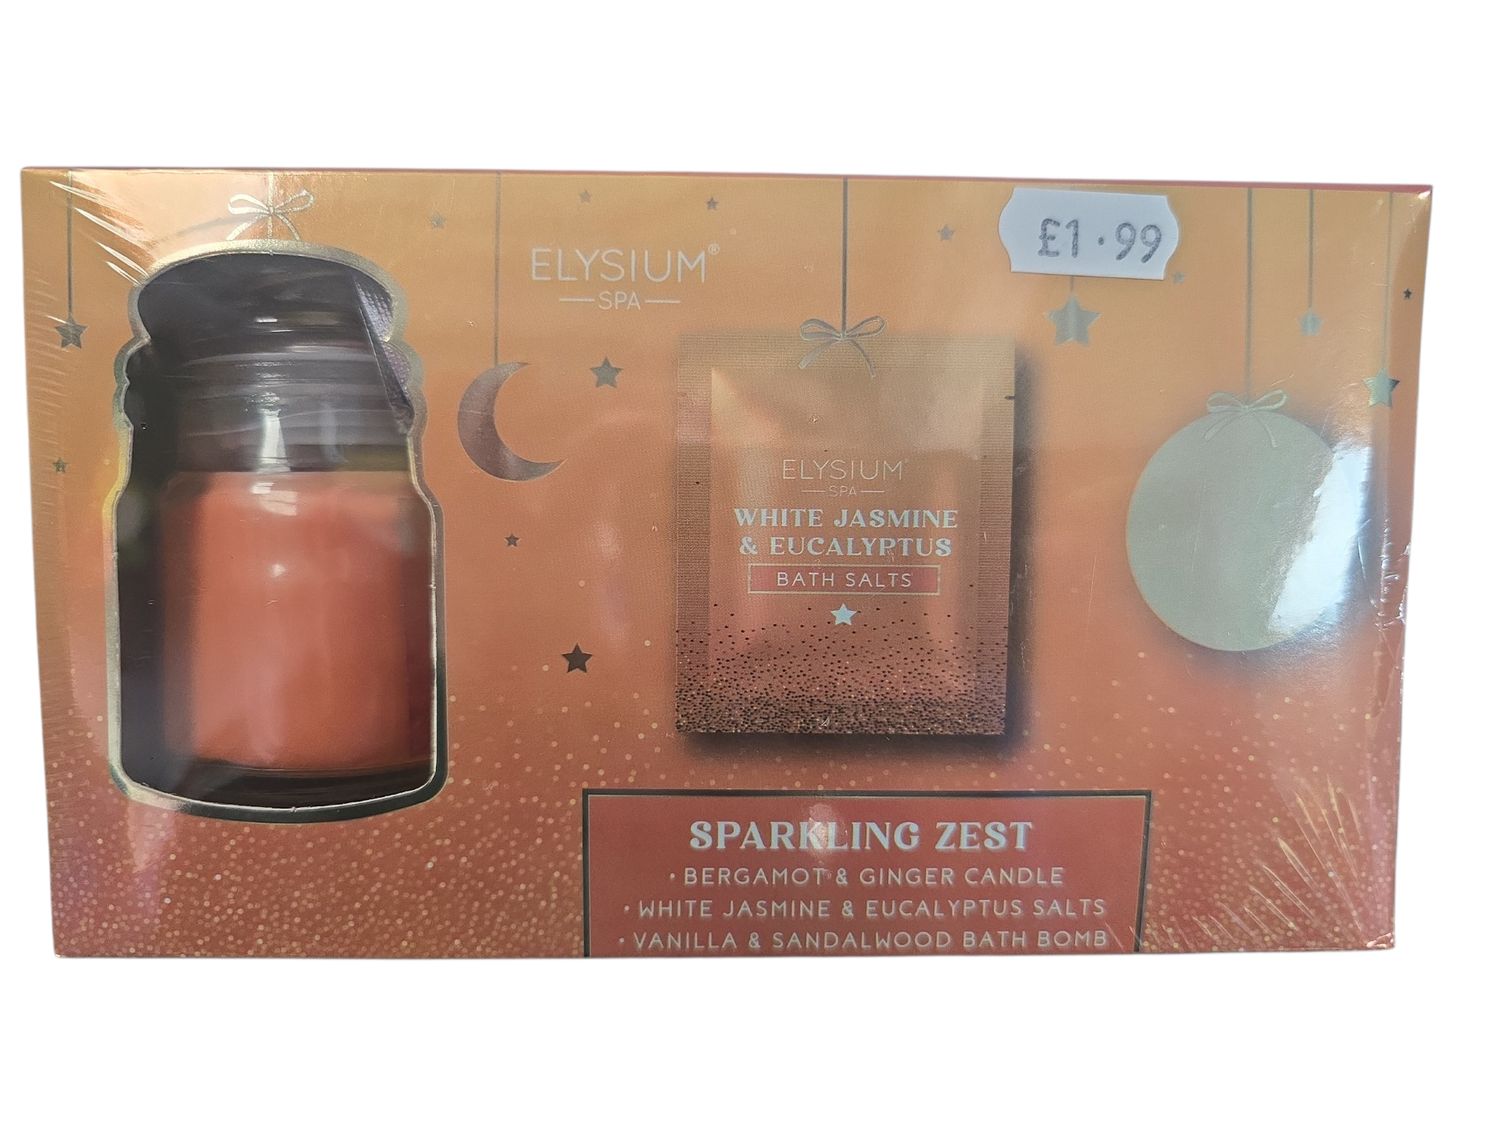 ELYSIUM®
SPA
£1.99
ELYSIUM
SPA
WHITE JASMINE
& EUCALYPTUS
BATH SALTS
SPARKLING ZEST
• BERGAMOT & GINGER CANDLE
• WHITE JASMINE & EUCALYPTUS SALTS
• VANILLA & SANDALWOOD BATH BOMB